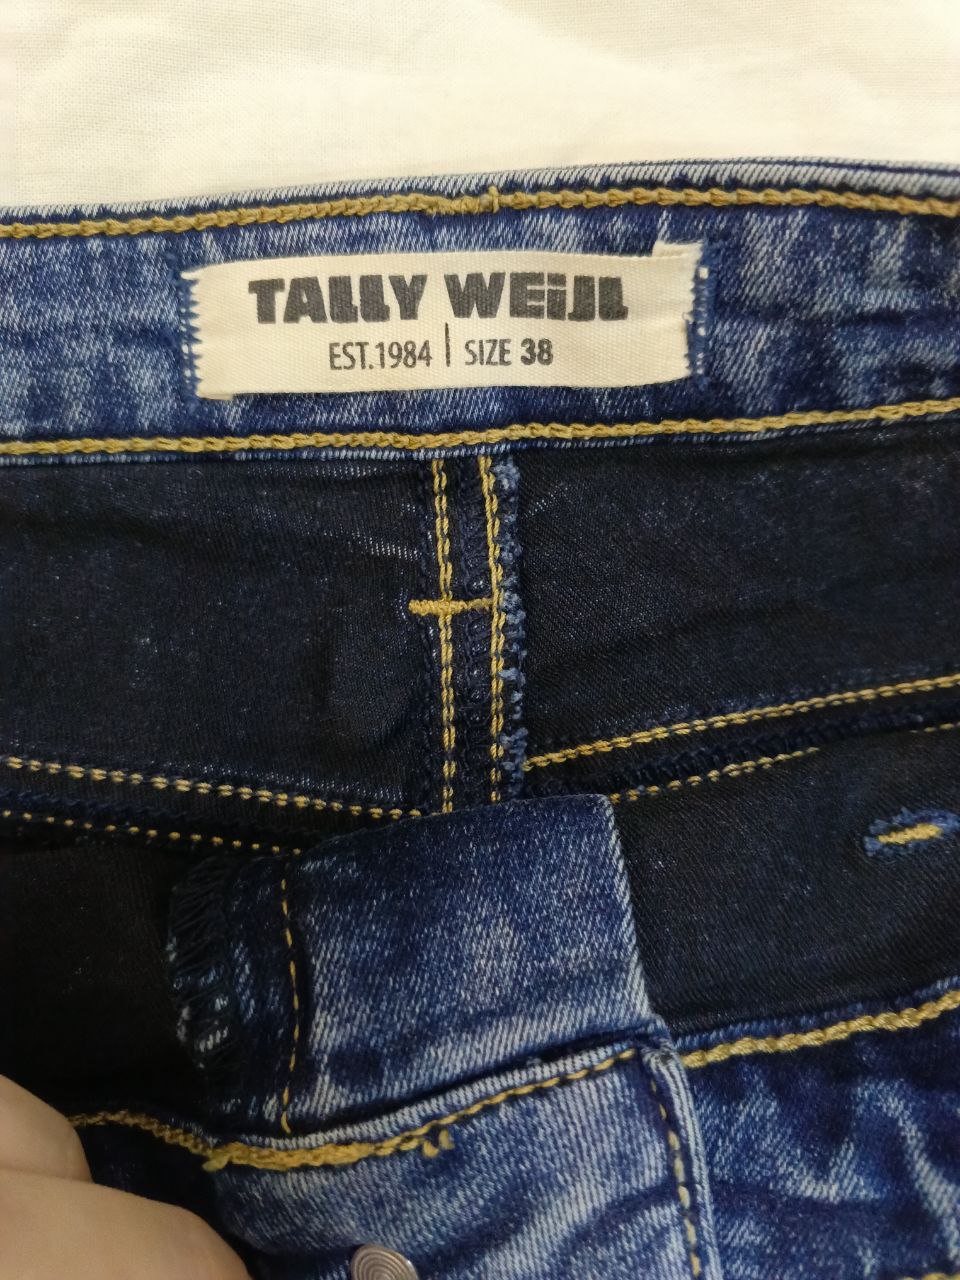 TALLY WEiJL
EST.1984 | SIZE 38